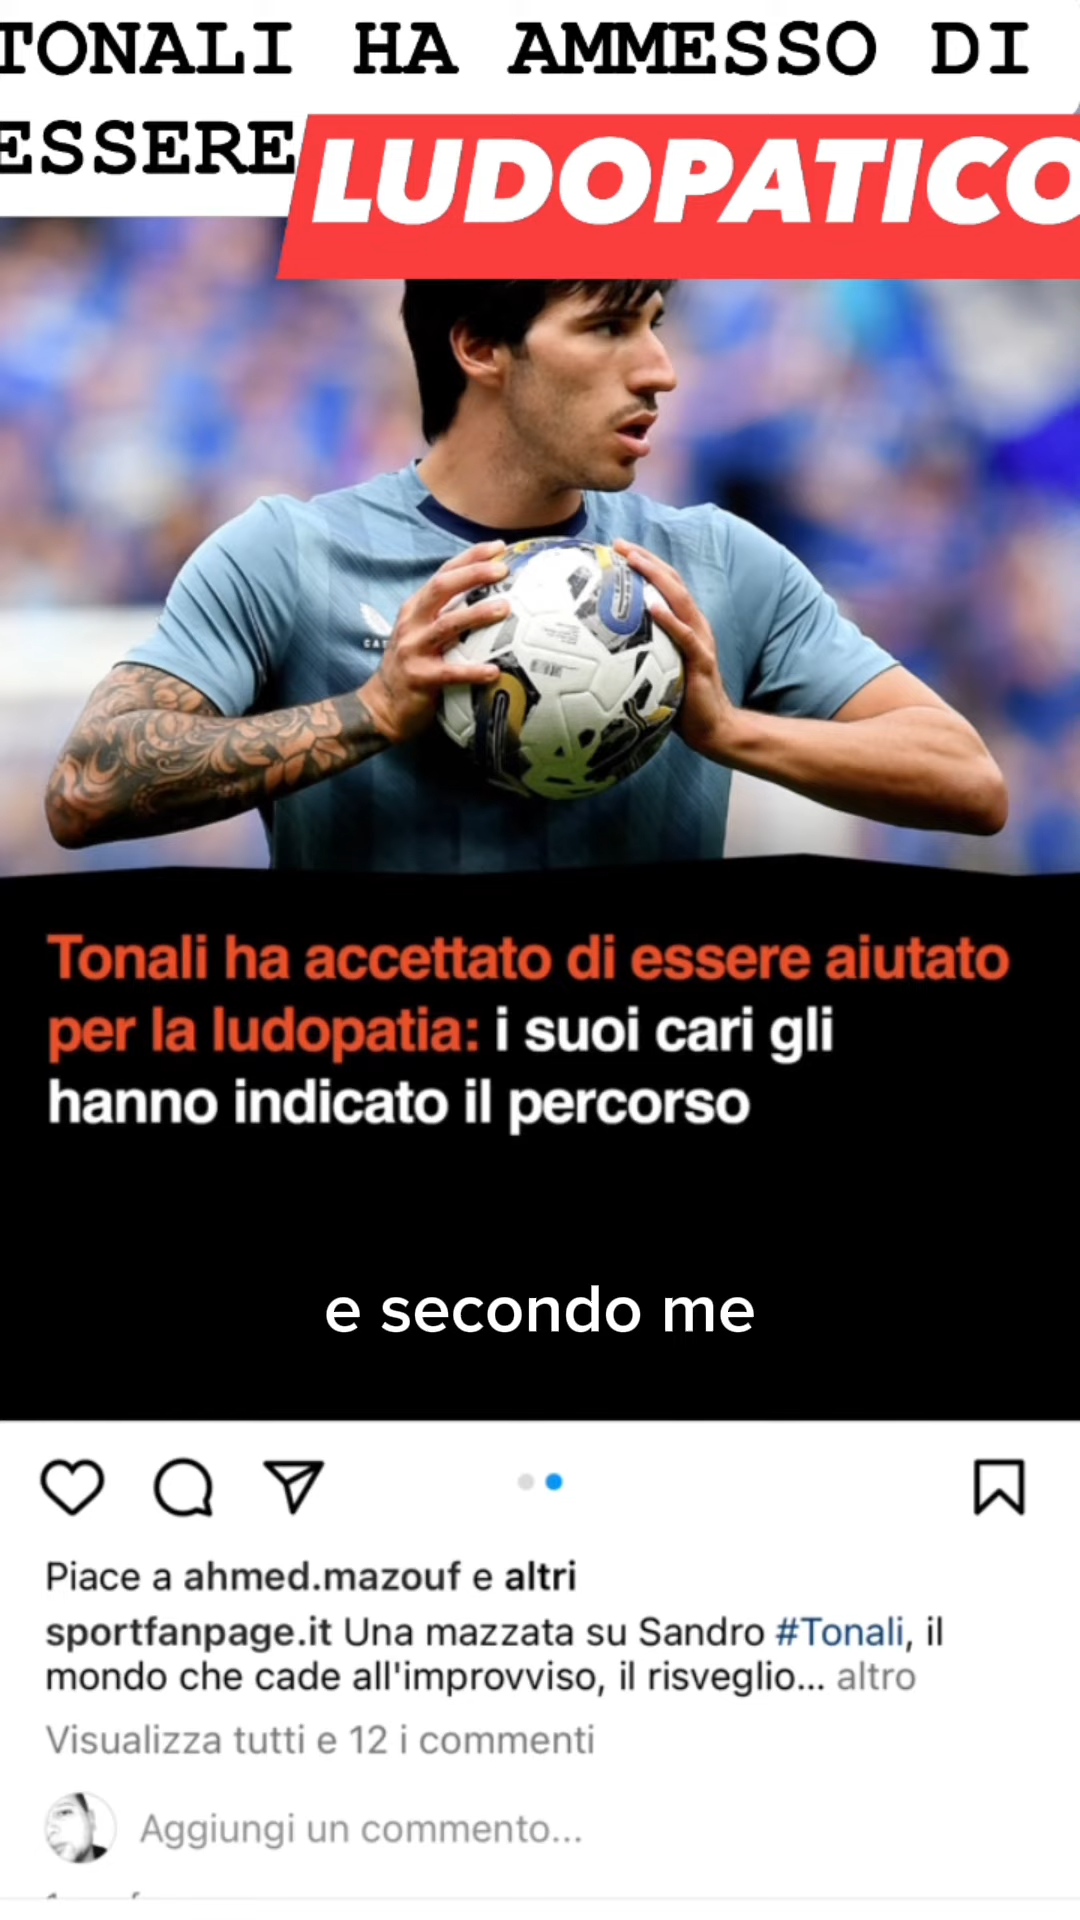 TONALI HA AMMESSO DI
ESSERE LUDOPATICO
Tonali ha accettato di essere aiutato
per la ludopatia: i suoi cari gli
hanno indicato il percorso
e secondo me
Piace a ahmed.mazouf e altri
sportfanpage.it Una mazzata su Sandro #Tonali, il
mondo che cade all'improvviso, il risveglio... altro
Visualizza tutti e 12 i commenti
Aggiungi un commento...